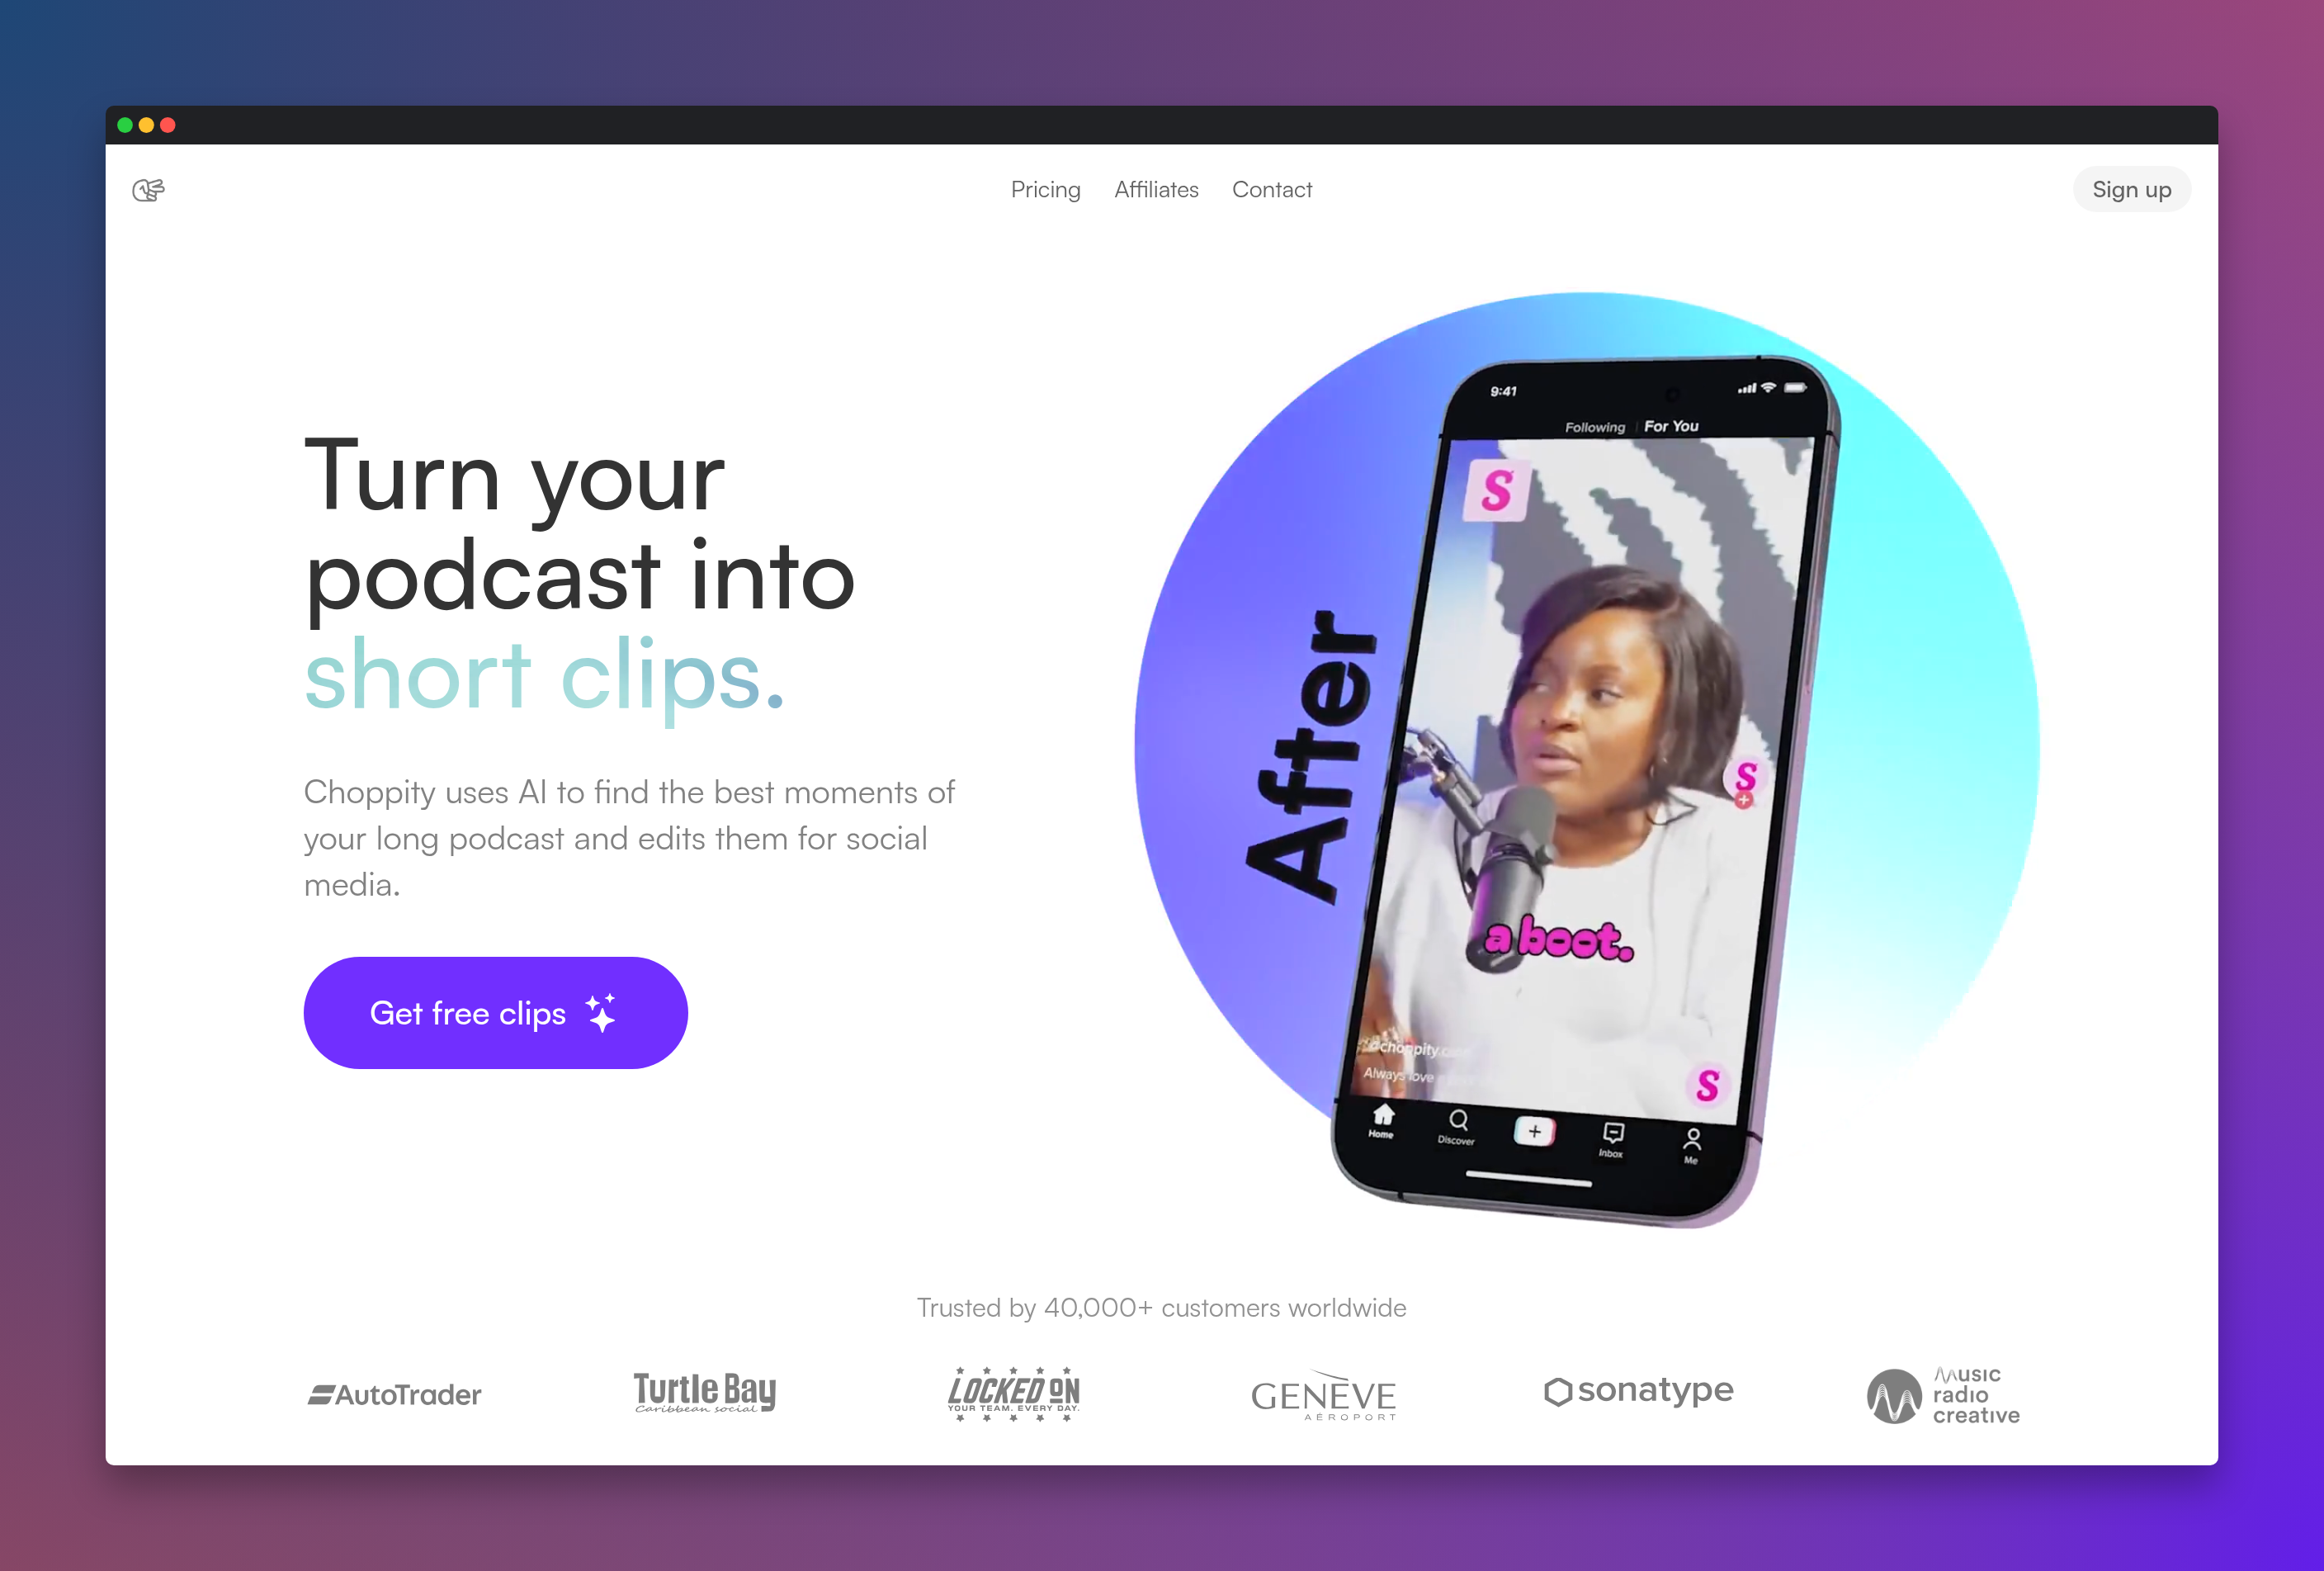 Pricing
Affiliates
Contact
Sign up
Turn your
podcast into
short clips.
Choppity uses AI to find the best moments of
your long podcast and edits them for social
media.
Get free clips
After
9:41
Following
For You
S
S
a boot.
@choppity
Always love
S
Home
Discover
Inbox
Me
Trusted by 40,000+ customers worldwide
AutoTrader
Turtle Bay
Caribbean social
LOCKED ON
YOUR TEAM. EVERY DAY.
GENÈVE
AÉROPORT
sonatype
Music
radio
creative